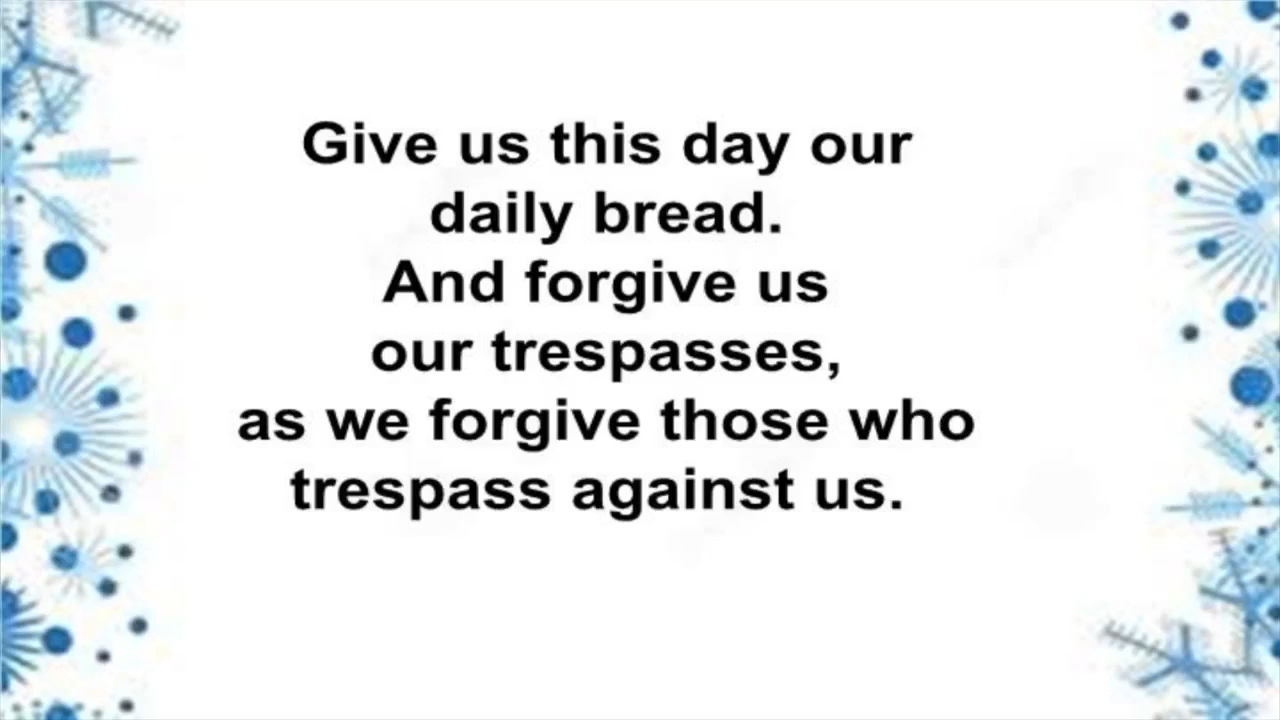 Give us this day our
daily bread.
And forgive us
our trespasses,
as we forgive those who
trespass against us.